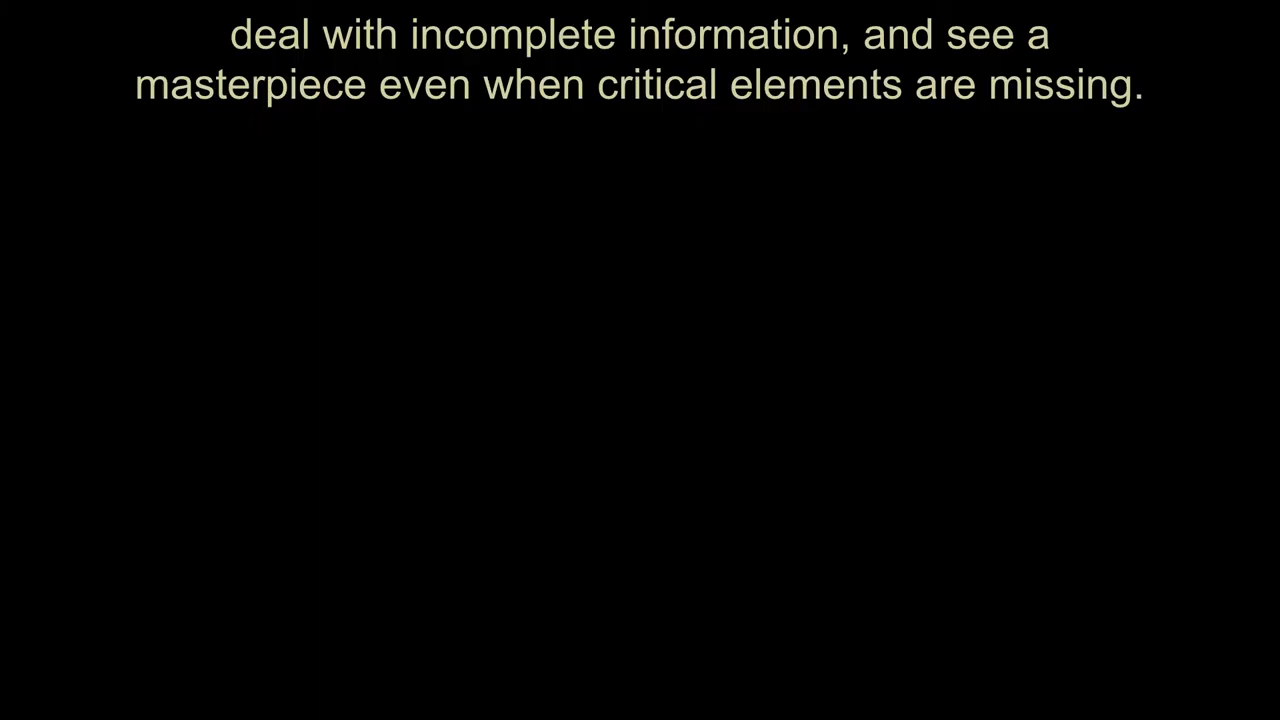 deal with incomplete information, and see a
masterpiece even when critical elements are missing.